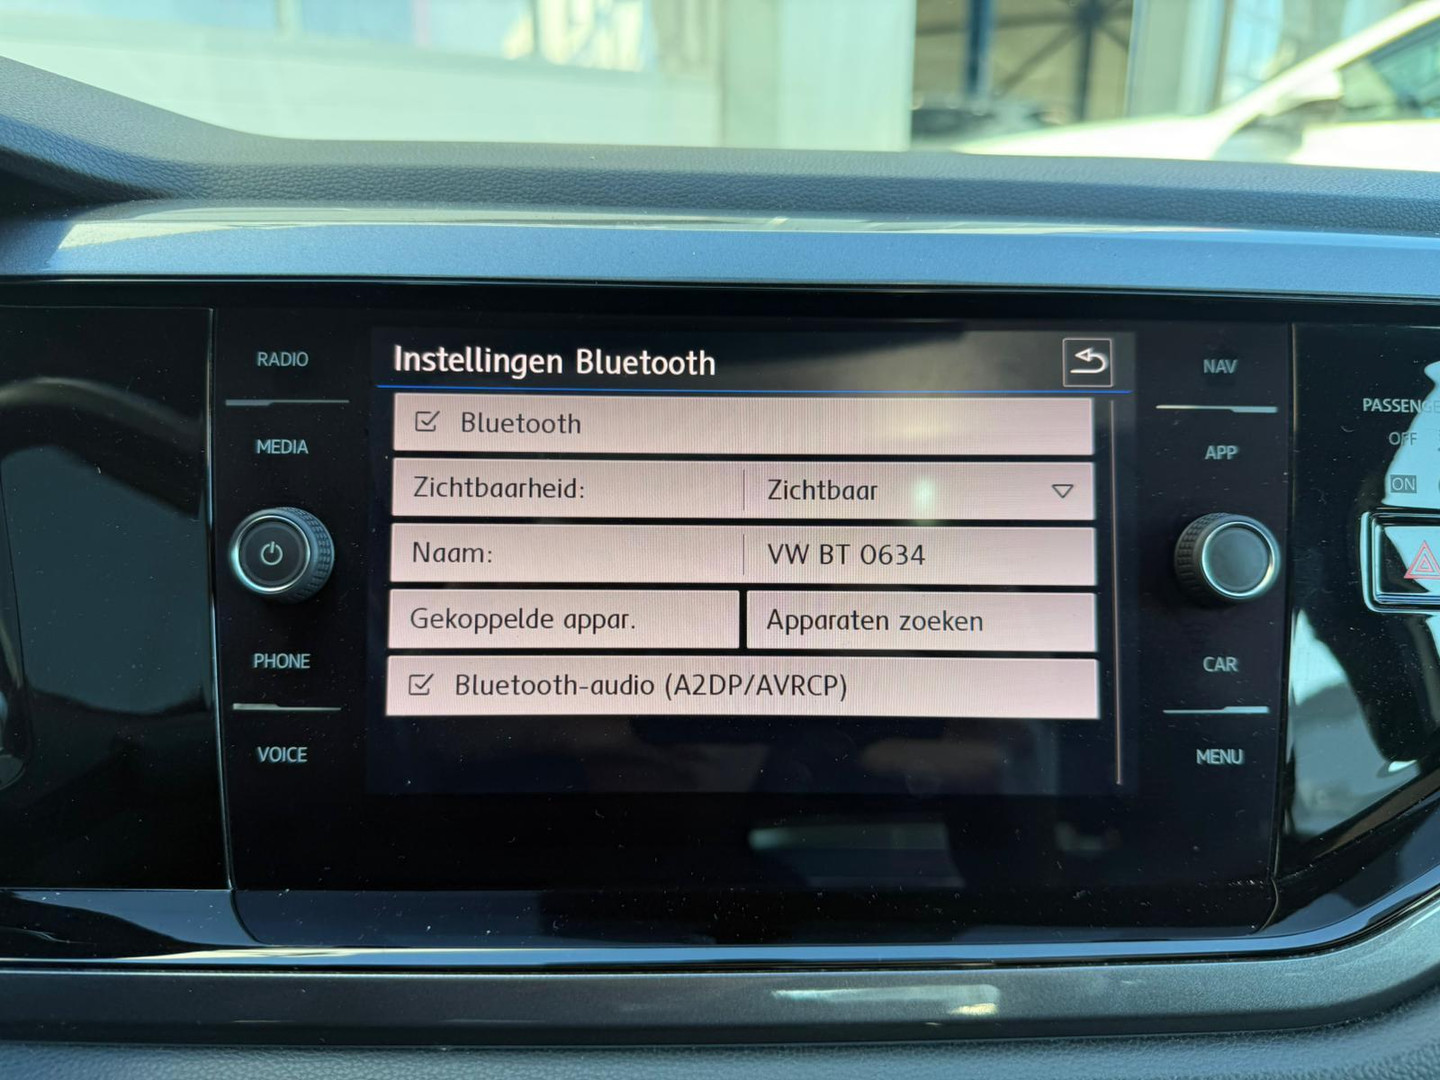 Instellingen Bluetooth
Bluetooth
Zichtbaarheid: Zichtbaar
Naam: VW BT 0634
Gekoppelde appar. Apparaten zoeken
Bluetooth-audio (A2DP/AVRCP)
RADIO
MEDIA
PHONE
VOICE
NAV
APP
CAR
MENU
PASSENGE
OFF
ON